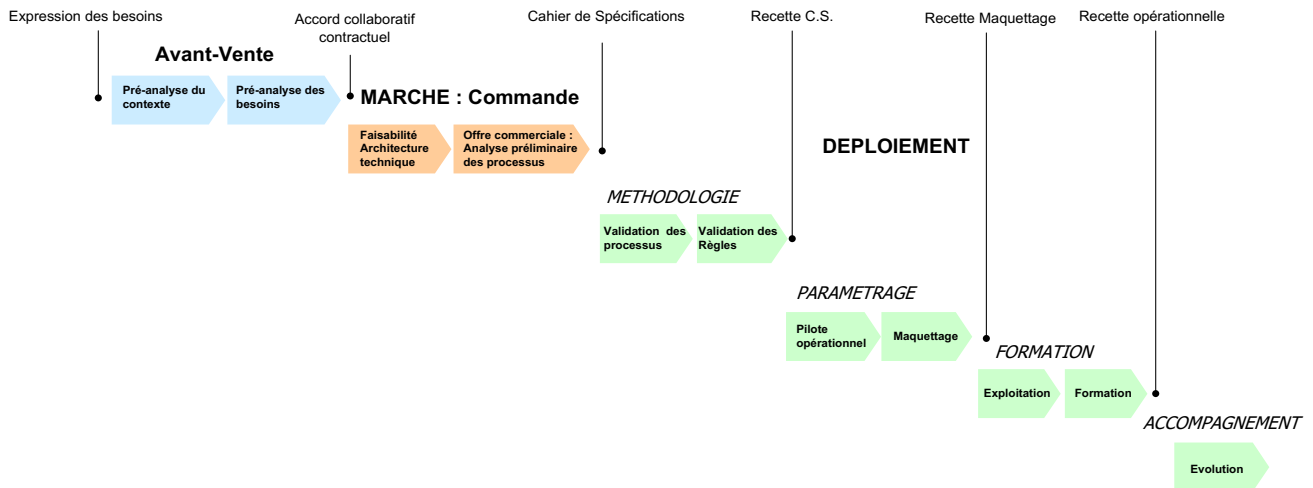 Expression des besoins
Accord collaboratif
contractuel
Cahier de Spécifications
Recette C.S.
Recette Maquettage
Recette opérationnelle
Avant-Vente
Pré-analyse du
contexte
Pré-analyse des
besoins
MARCHE : Commande
Faisabilité
Architecture
technique
Offre commerciale :
Analyse préliminaire
des processus
DEPLOIEMENT
METHODOLOGIE
Validation des
processus
Validation des
Règles
PARAMETRAGE
Pilote
opérationnel
Maquettage
FORMATION
Exploitation
Formation
ACCOMPAGNEMENT
Evolution